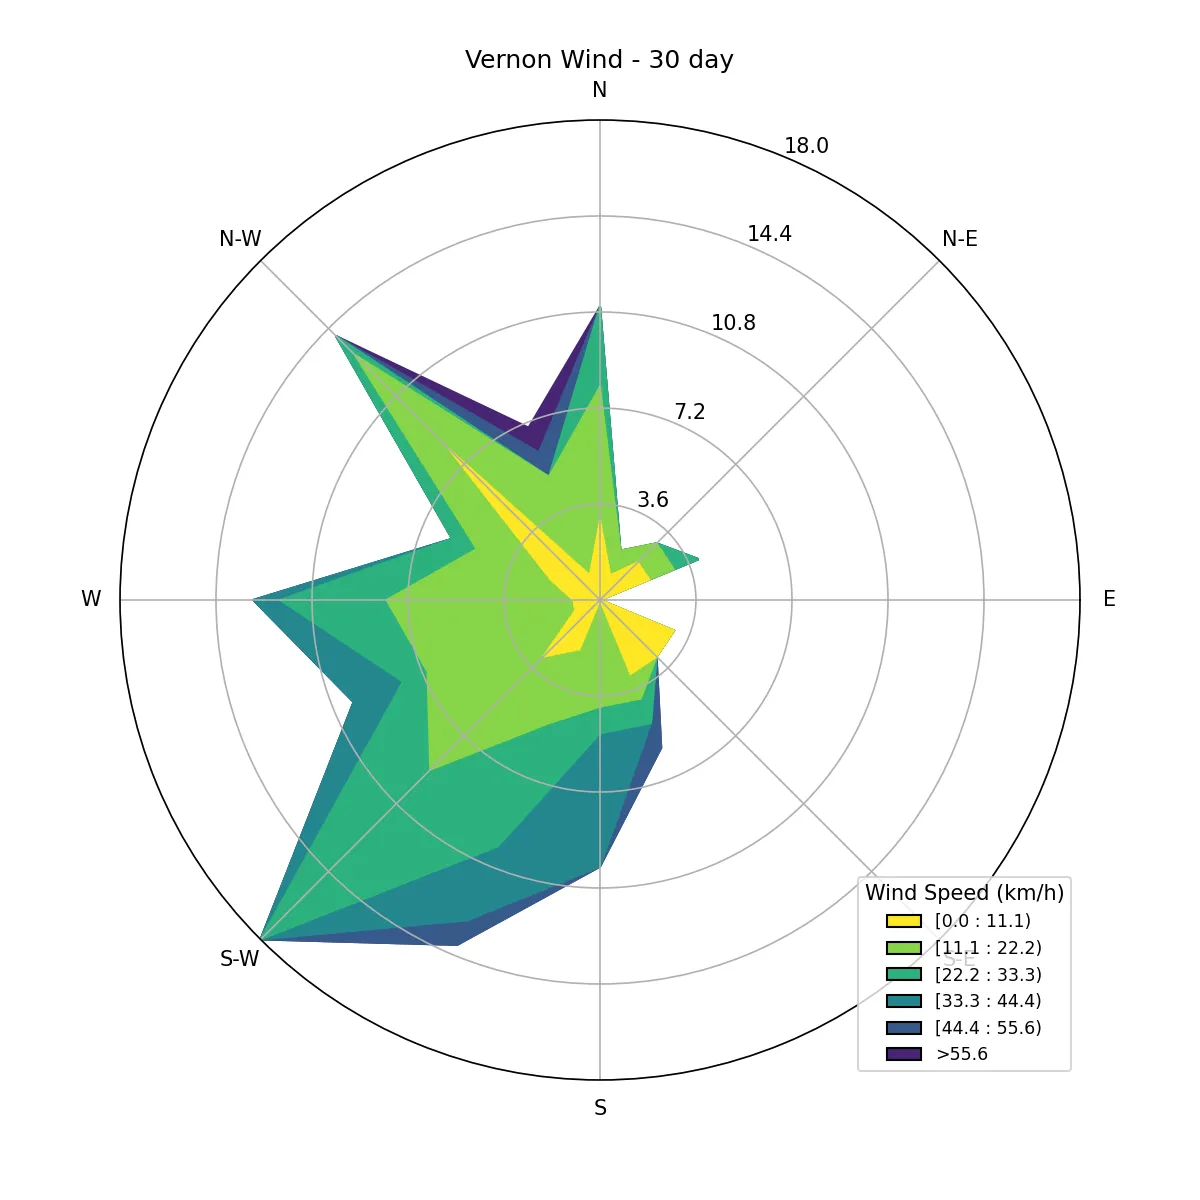 Vernon Wind - 30 day
N
18.0
14.4
N-W
N-E
10.8
7.2
3.6
W
E
Wind Speed (km/h)
[0.0 : 11.1)
[11.1 : 22.2)
S-W
S-E
[22.2 : 33.3)
[33.3 : 44.4)
[44.4 : 55.6)
>55.6
S